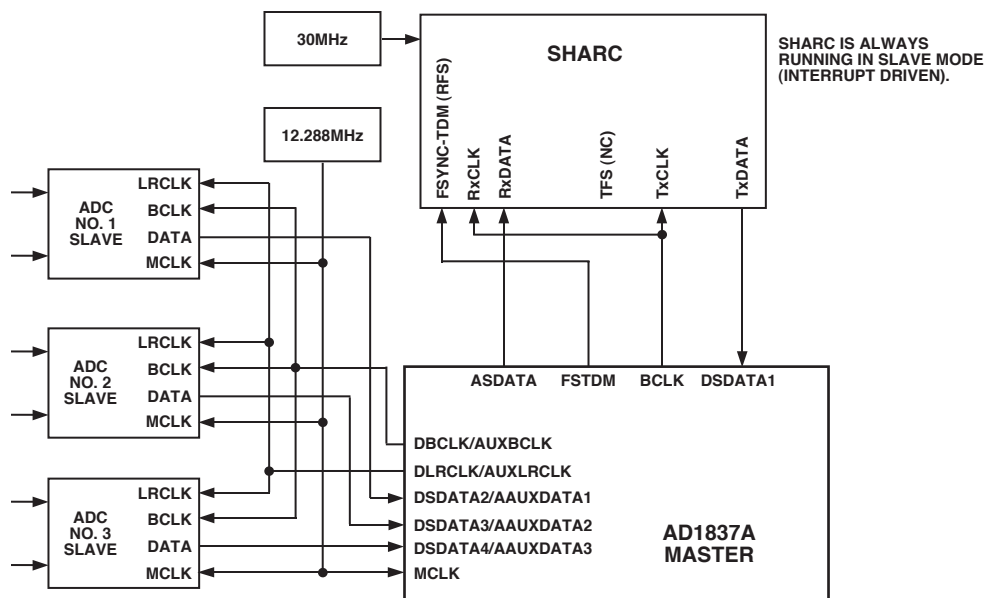 30MHz
SHARC
SHARC IS ALWAYS
RUNNING IN SLAVE MODE
(INTERRUPT DRIVEN).
12.288MHz
FSYNC-TDM (RFS)
RxCLK
RxDATA
TFS (NC)
TxCLK
TxDATA
ADC
NO. 1
SLAVE
LRCLK
BCLK
DATA
MCLK
ADC
NO. 2
SLAVE
LRCLK
BCLK
DATA
MCLK
ADC
NO. 3
SLAVE
LRCLK
BCLK
DATA
MCLK
ASDATA
FSTDM
BCLK
DSDATA1
DBCLK/AUXBCLK
DLRCLK/AUXLRCLK
DSDATA2/AAUXDATA1
DSDATA3/AAUXDATA2
DSDATA4/AAUXDATA3
MCLK
AD1837A
MASTER